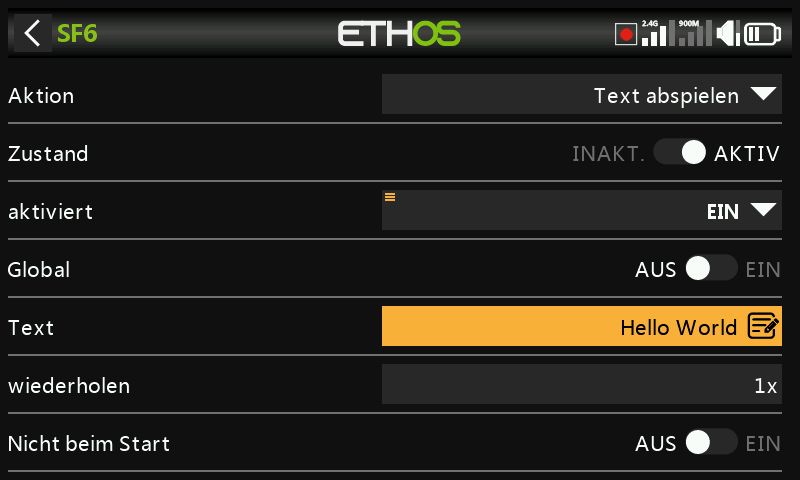 SF6 ETHOS 2.4G 900M
Aktion Text abspielen
Zustand INAKT. AKTIV
aktiviert EIN
Global AUS EIN
Text Hello World
wiederholen 1x
Nicht beim Start AUS EIN